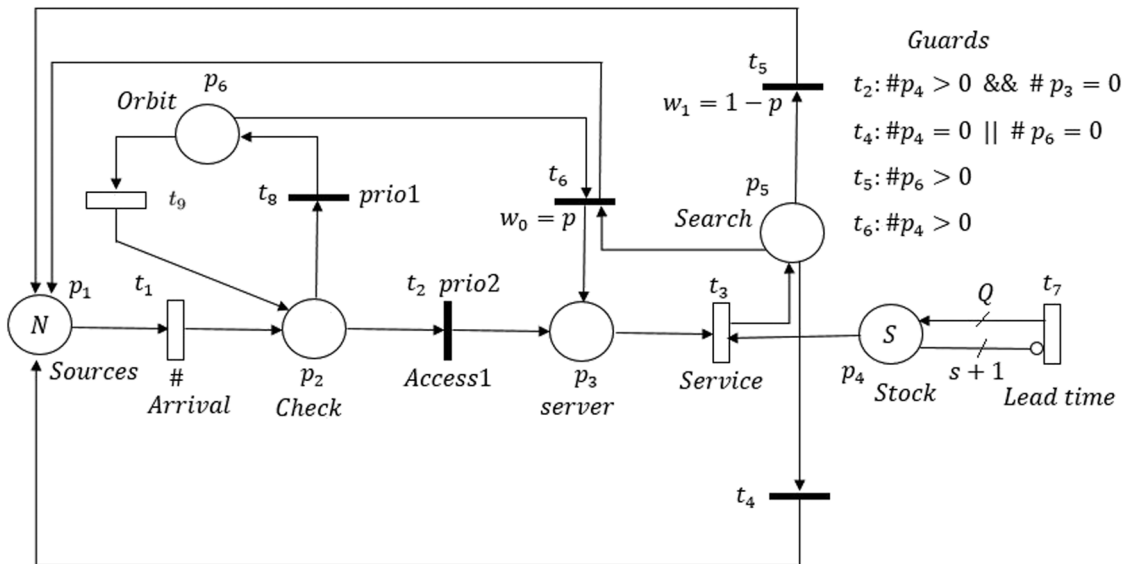 Guards
t₅
t₂: #p₄ > 0 && # p₃ = 0
p₆
Orbit
w₁ = 1 − p
t₄: #p₄ = 0 || # p₆ = 0
t₆
p₅
t₅: #p₆ > 0
t₉
t₈
prio1
w₀ = p
Search
t₆: #p₄ > 0
p₁
t₁
t₂ prio2
t₃
Q
t₇
N
S
Sources
#
p₂
Access1
p₃
Service
p₄
s + 1
Arrival
Check
server
Stock
Lead time
t₄